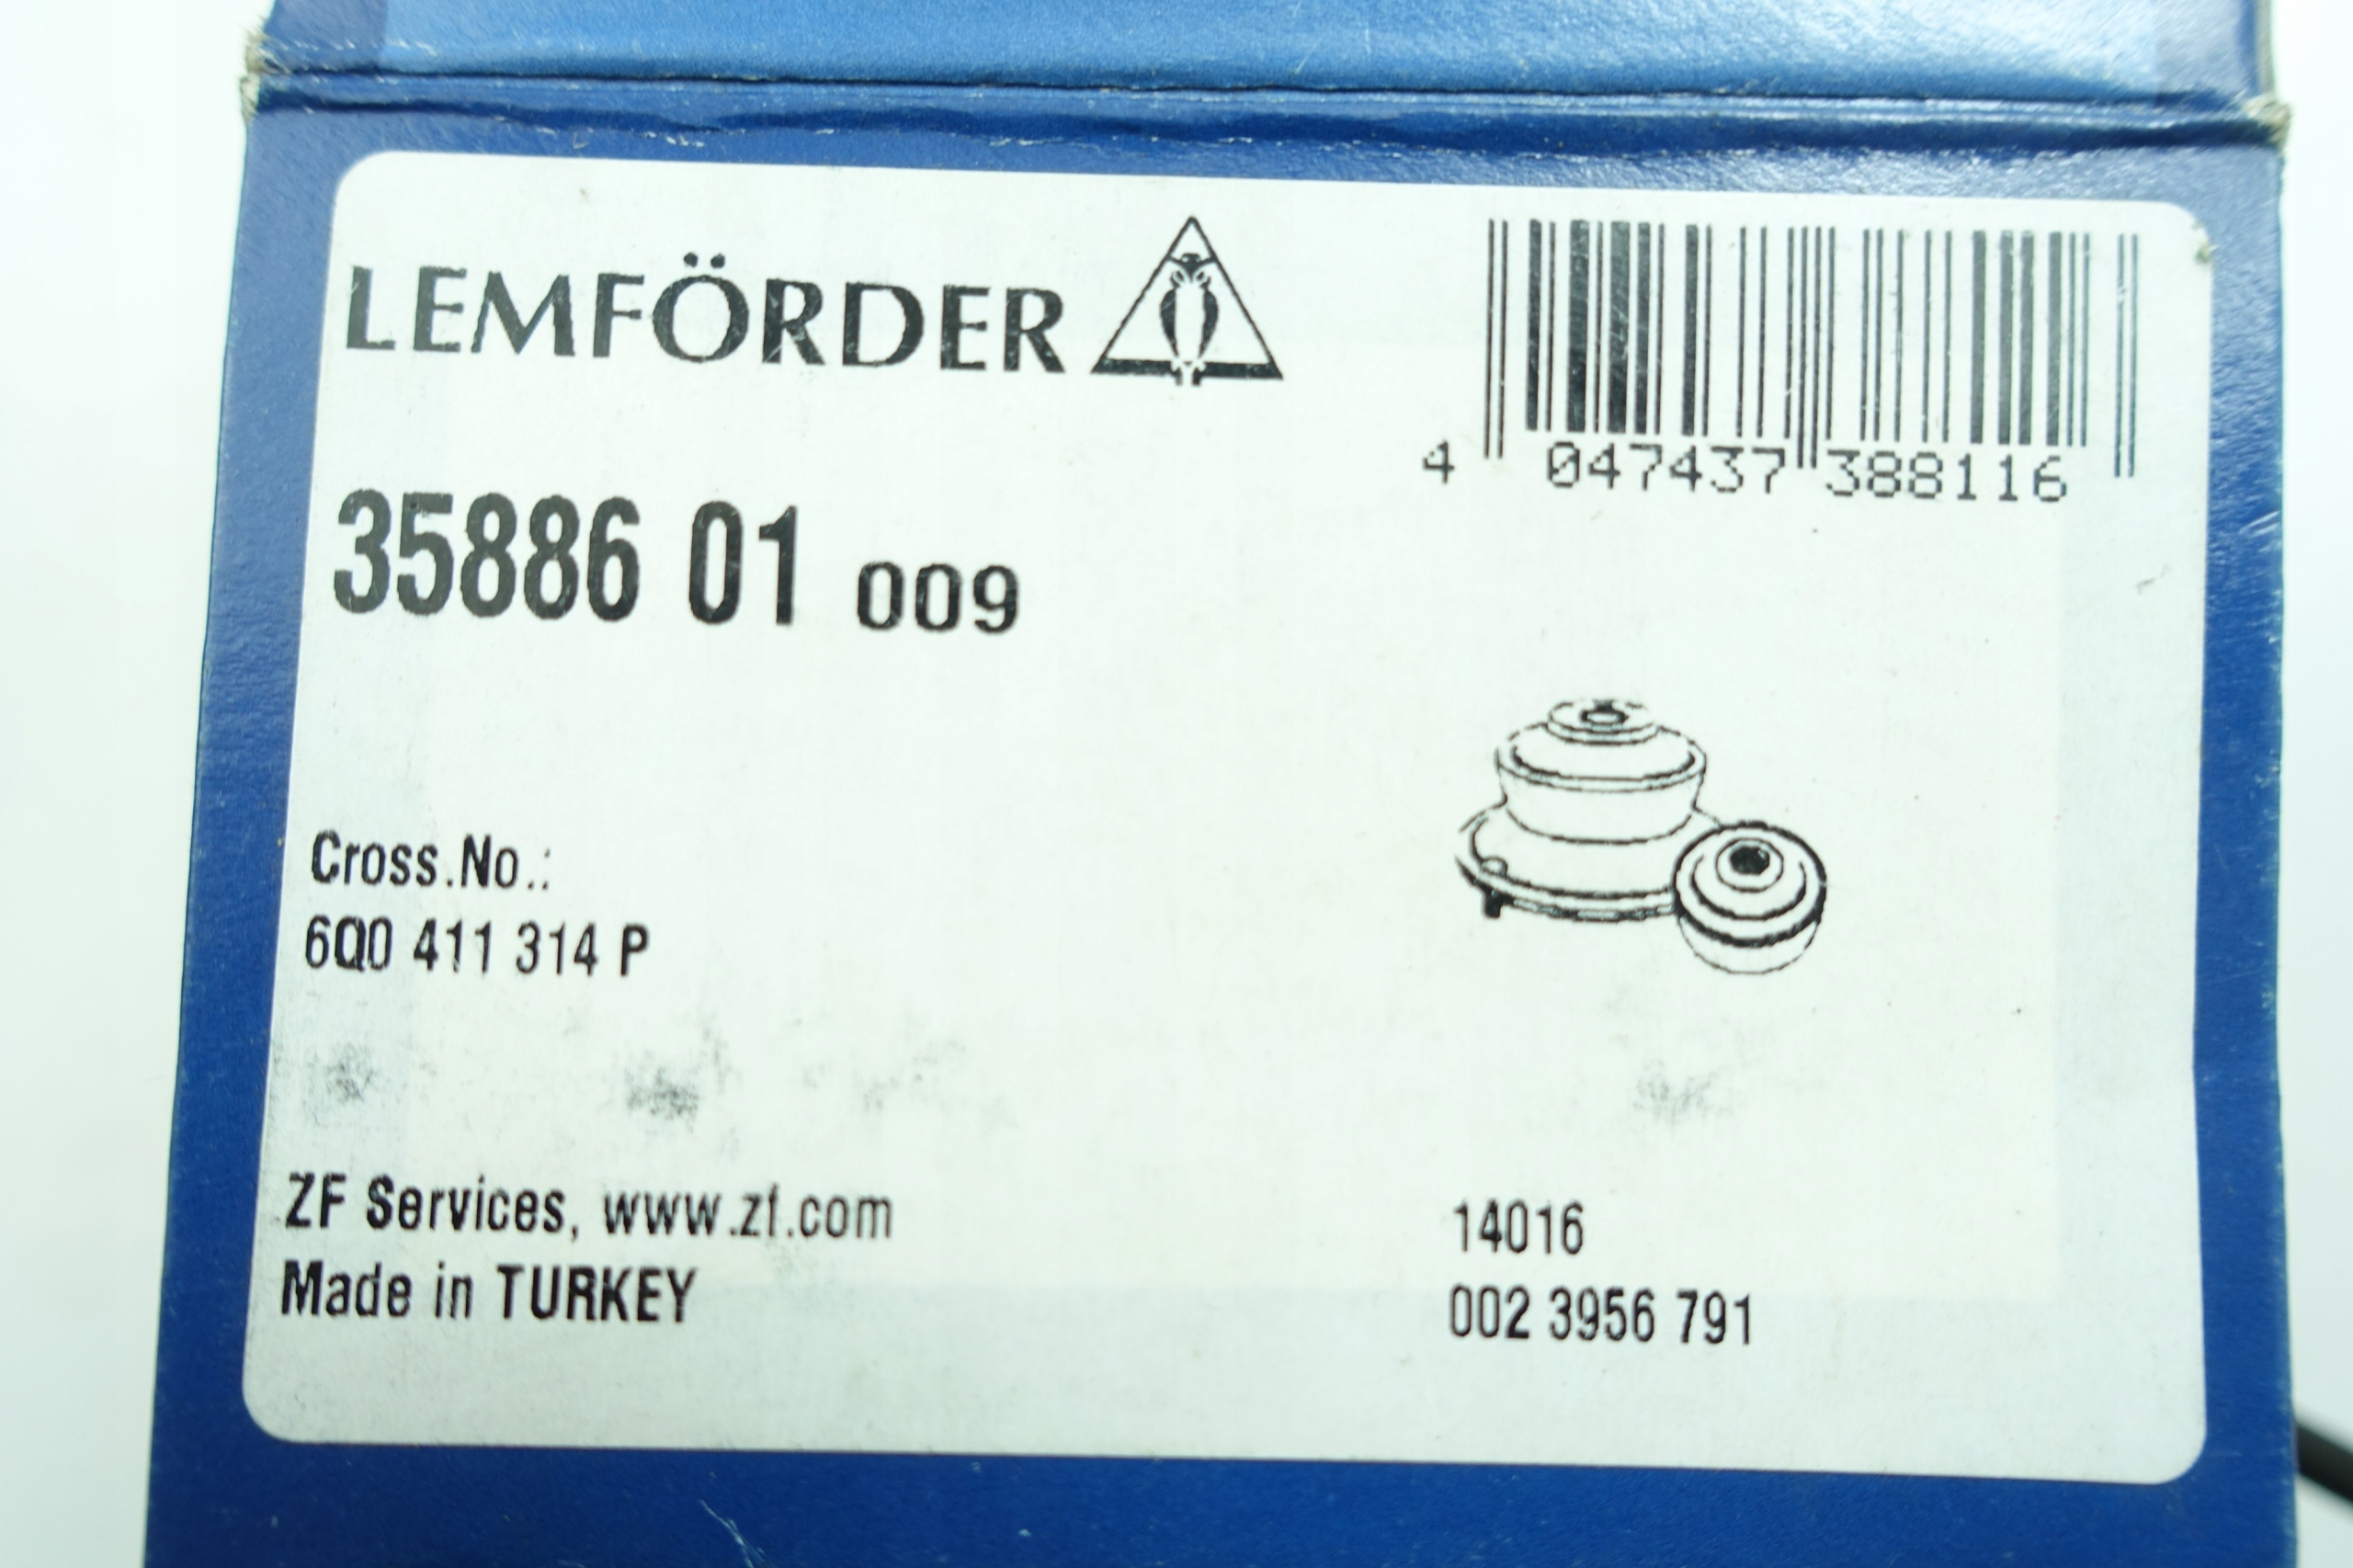 LEMFÖRDER
4 047437 388116
35886 01 009
Cross.No.:
6Q0 411 314 P
ZF Services, www.zf.com
Made in TURKEY
14016
002 3956 791